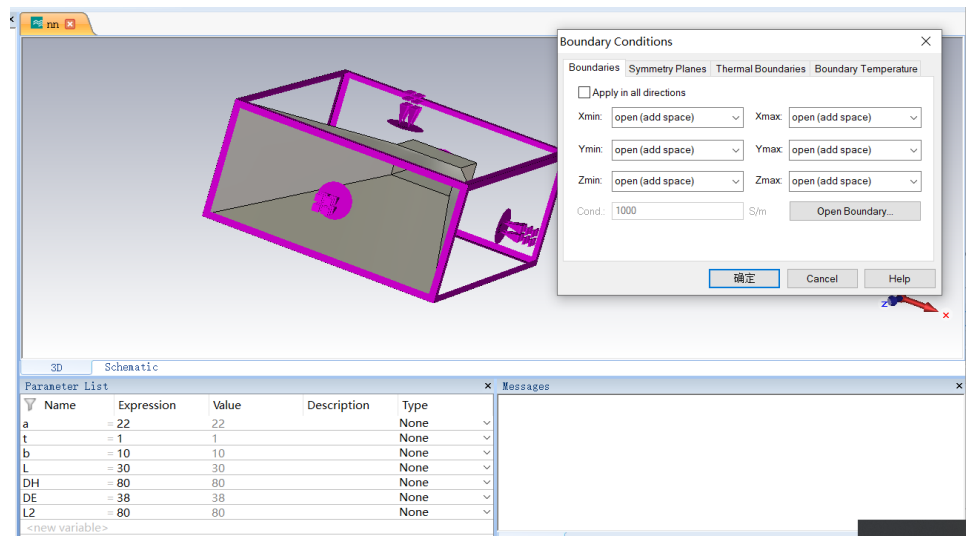 nn
Boundary Conditions
Boundaries Symmetry Planes Thermal Boundaries Boundary Temperature
Apply in all directions
Xmin: open (add space) Xmax: open (add space)
Ymin: open (add space) Ymax: open (add space)
Zmin: open (add space) Zmax: open (add space)
Cond.: 1000 S/m Open Boundary...
确定 Cancel Help
z x
3D Schematic
Parameter List × Messages ×
Name Expression Value Description Type
a = 22 22 None
t = 1 1 None
b = 10 10 None
L = 30 30 None
DH = 80 80 None
DE = 38 38 None
L2 = 80 80 None
<new variable>